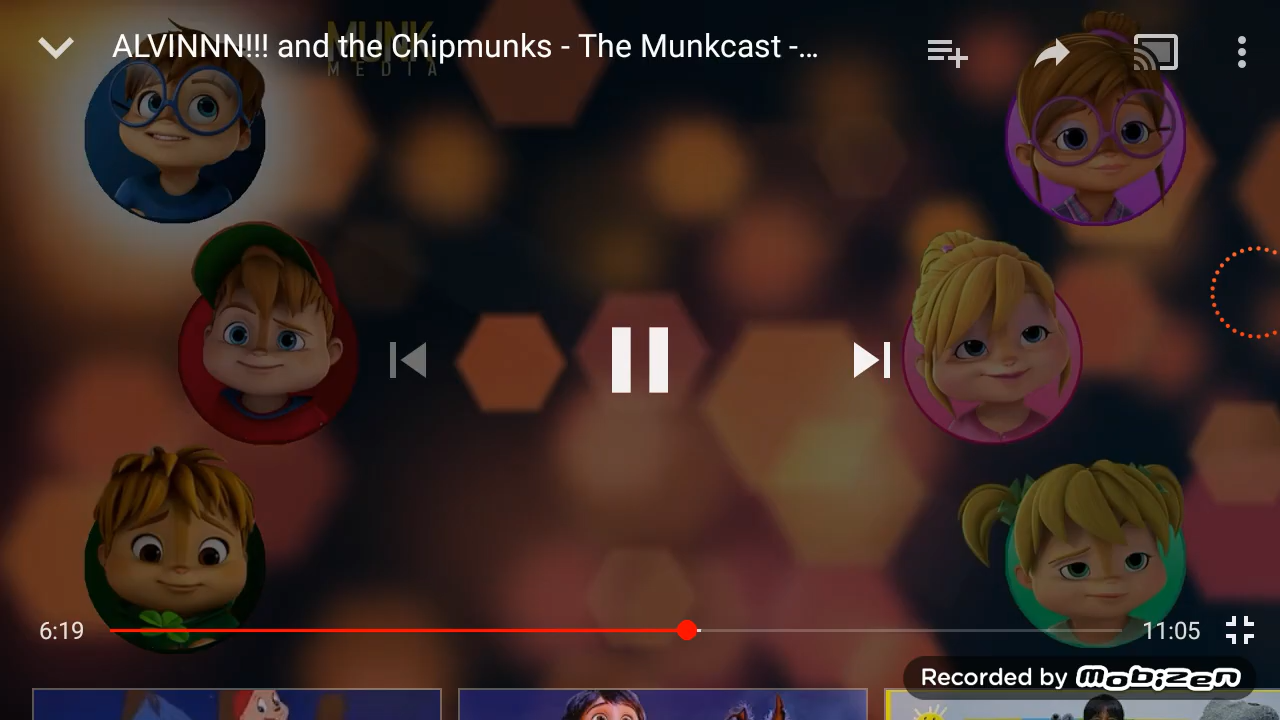 ALVINNN!!! and the Chipmunks - The Munkcast -...
MUNK
MEDIA
6:19
11:05
Recorded by mobizen